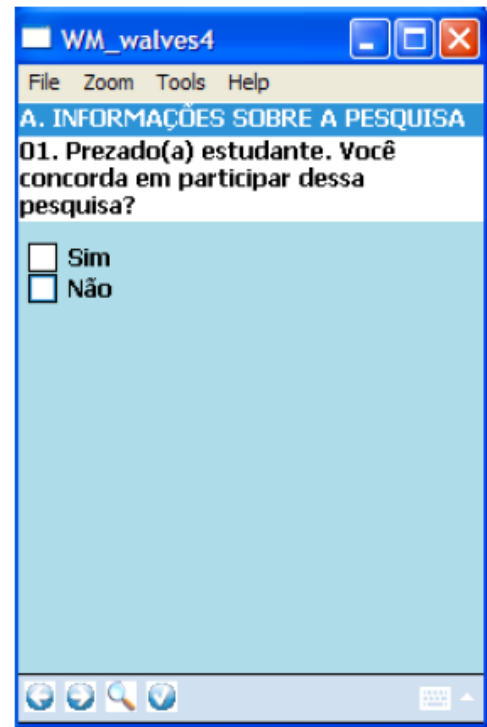 WM_walves4
File Zoom Tools Help
A. INFORMAÇÕES SOBRE A PESQUISA
01. Prezado(a) estudante. Você
concorda em participar dessa
pesquisa?
Sim
Não